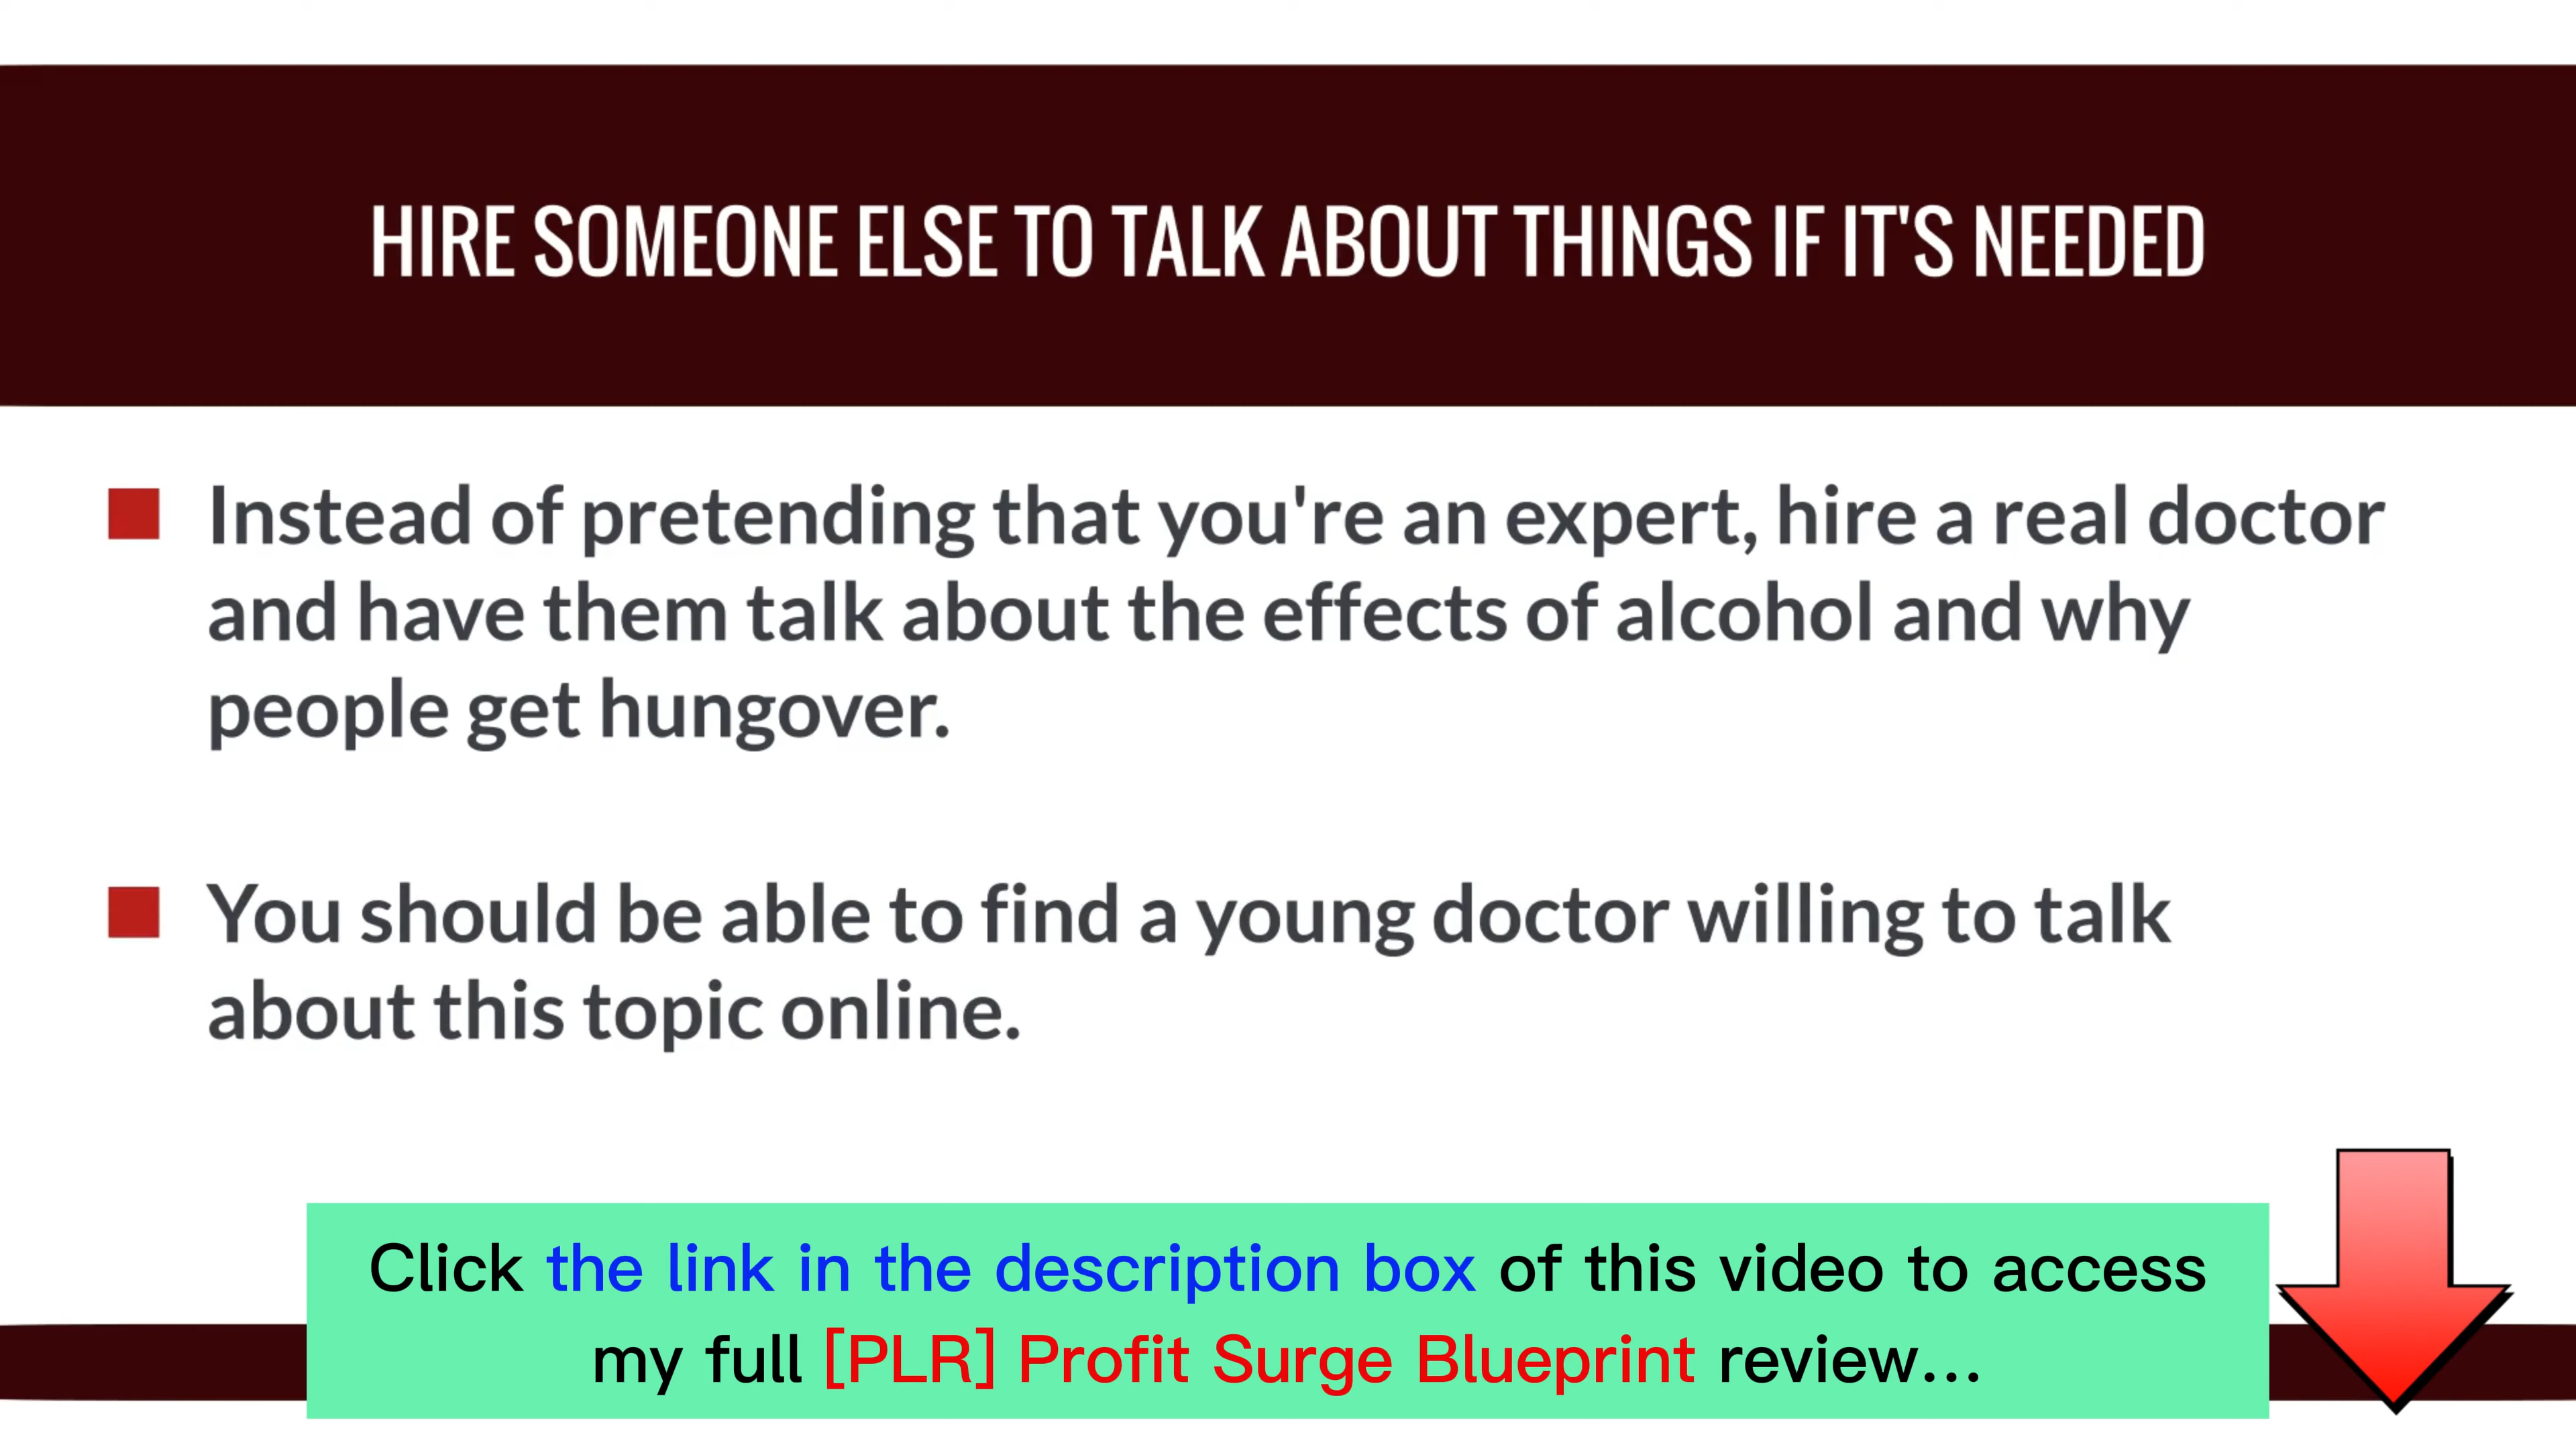 HIRE SOMEONE ELSE TO TALK ABOUT THINGS IF IT'S NEEDED
Instead of pretending that you're an expert, hire a real doctor
and have them talk about the effects of alcohol and why
people get hungover.
You should be able to find a young doctor willing to talk
about this topic online.
Click the link in the description box of this video to access
my full [PLR] Profit Surge Blueprint review...